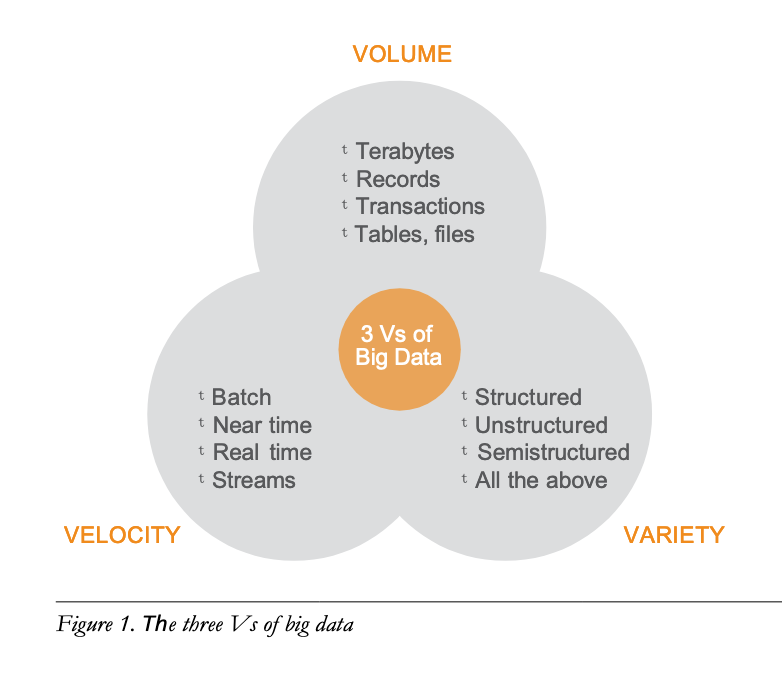 VOLUME
t Terabytes
t Records
t Transactions
t Tables, files
3 Vs of
Big Data
t Batch
t Near time
t Real time
t Streams
t Structured
t Unstructured
t Semistructured
t All the above
VELOCITY
VARIETY
Figure 1. The three Vs of big data